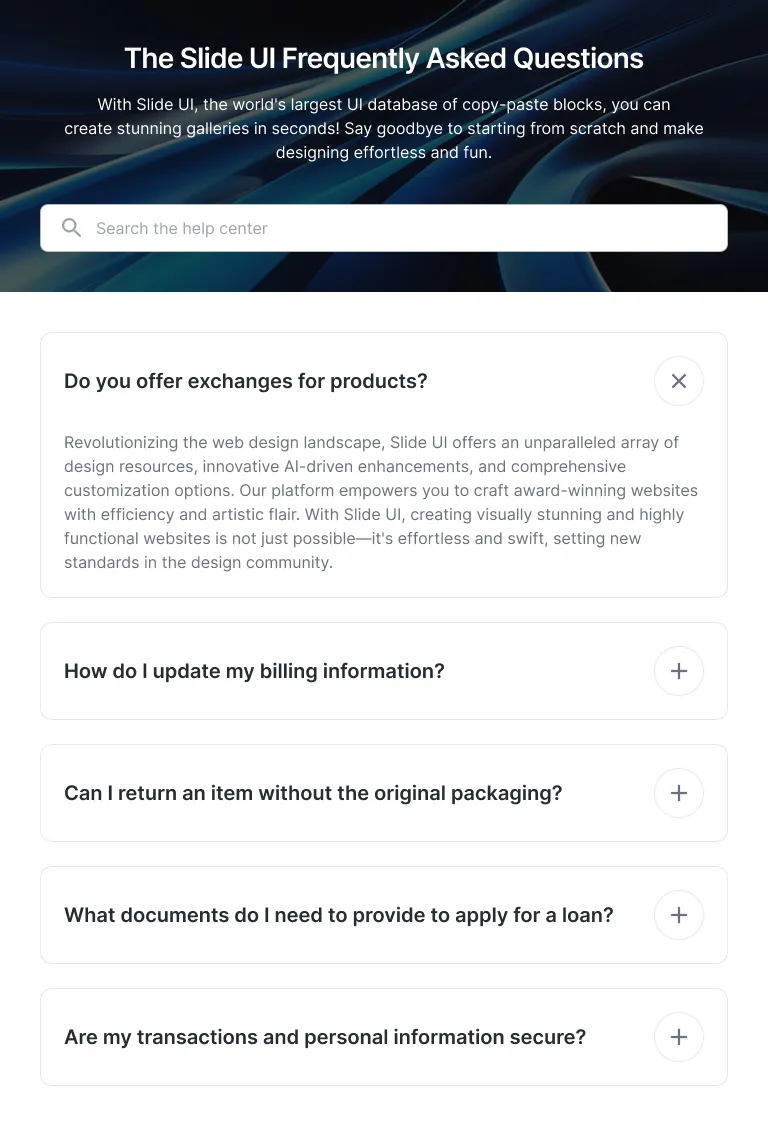 The Slide UI Frequently Asked Questions
With Slide UI, the world's largest UI database of copy-paste blocks, you can
create stunning galleries in seconds! Say goodbye to starting from scratch and make
designing effortless and fun.
Search the help center
Do you offer exchanges for products?
Revolutionizing the web design landscape, Slide UI offers an unparalleled array of
design resources, innovative AI-driven enhancements, and comprehensive
customization options. Our platform empowers you to craft award-winning websites
with efficiency and artistic flair. With Slide UI, creating visually stunning and highly
functional websites is not just possible—it's effortless and swift, setting new
standards in the design community.
How do I update my billing information?
Can I return an item without the original packaging?
What documents do I need to provide to apply for a loan?
Are my transactions and personal information secure?